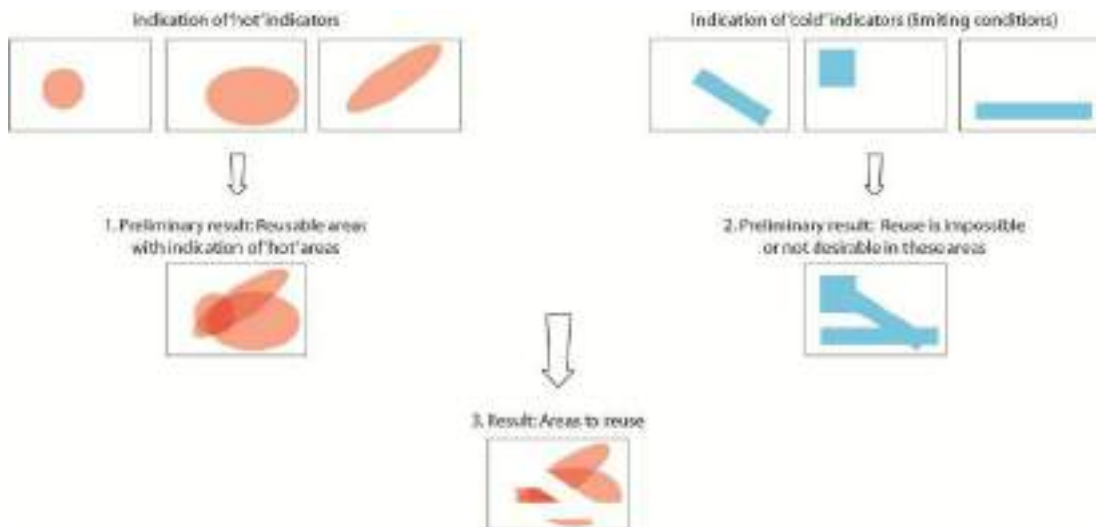 Indication of 'hot' indicators
Indication of 'cold' indicators (limiting conditions)
1. Preliminary result: Reusable areas
with indication of 'hot' areas
2. Preliminary result: Reuse is impossible
or not desirable in these areas
3. Result: Areas to reuse